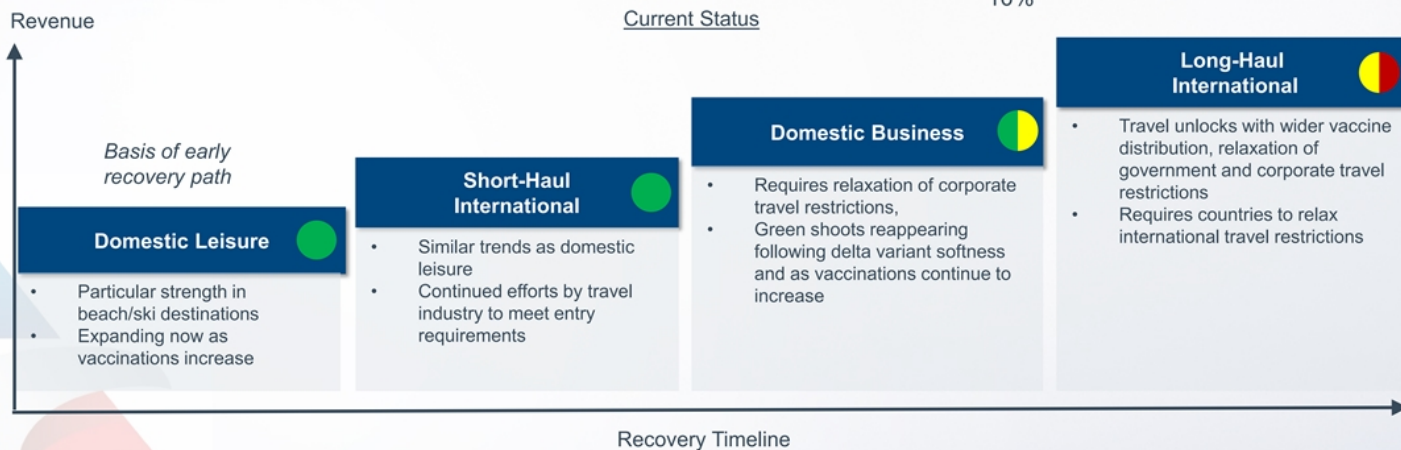 Revenue
Current Status
Basis of early
recovery path
Domestic Leisure
• Particular strength in
beach/ski destinations
• Expanding now as
vaccinations increase
Short-Haul
International
• Similar trends as domestic
leisure
• Continued efforts by travel
industry to meet entry
requirements
Domestic Business
• Requires relaxation of corporate
travel restrictions,
• Green shoots reappearing
following delta variant softness
and as vaccinations continue to
increase
Long-Haul
International
• Travel unlocks with wider vaccine
distribution, relaxation of
government and corporate travel
restrictions
• Requires countries to relax
international travel restrictions
Recovery Timeline